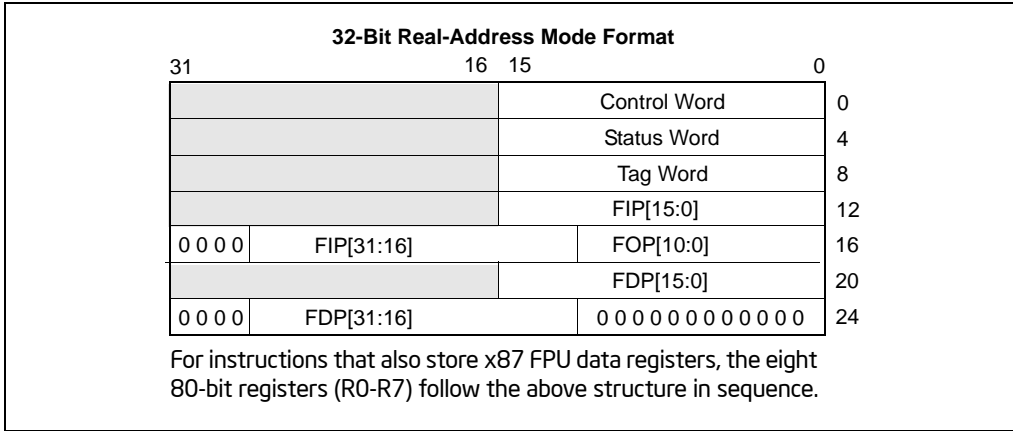 32-Bit Real-Address Mode Format
31 16 15 0
Control Word 0
Status Word 4
Tag Word 8
FIP[15:0] 12
0 0 0 0 FIP[31:16] FOP[10:0] 16
FDP[15:0] 20
0 0 0 0 FDP[31:16] 0 0 0 0 0 0 0 0 0 0 0 0 24
For instructions that also store x87 FPU data registers, the eight
80-bit registers (R0-R7) follow the above structure in sequence.